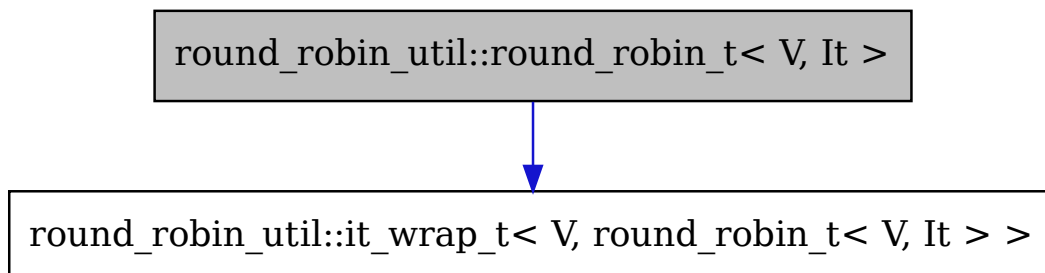 round_robin_util::round_robin_t< V, It >
round_robin_util::it_wrap_t< V, round_robin_t< V, It > >